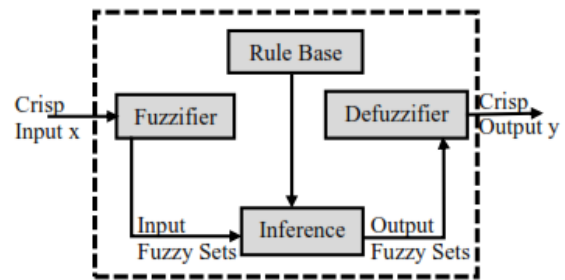 Rule Base
Crisp
Input x
Fuzzifier
Defuzzifier
Crisp
Output y
Input
Fuzzy Sets
Inference
Output
Fuzzy Sets